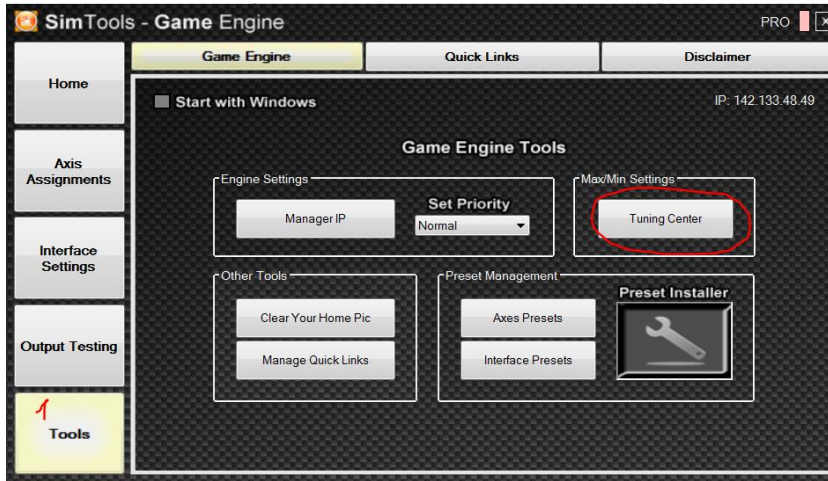 SimTools - Game Engine
PRO
Game Engine
Quick Links
Disclaimer
Home
Axis
Assignments
Interface
Settings
Output Testing
1
Tools
Start with Windows
IP: 142.133.48.49
Game Engine Tools
Engine Settings
Manager IP
Set Priority
Normal
Max/Min Settings
Tuning Center
Other Tools
Clear Your Home Pic
Manage Quick Links
Preset Management
Axes Presets
Interface Presets
Preset Installer